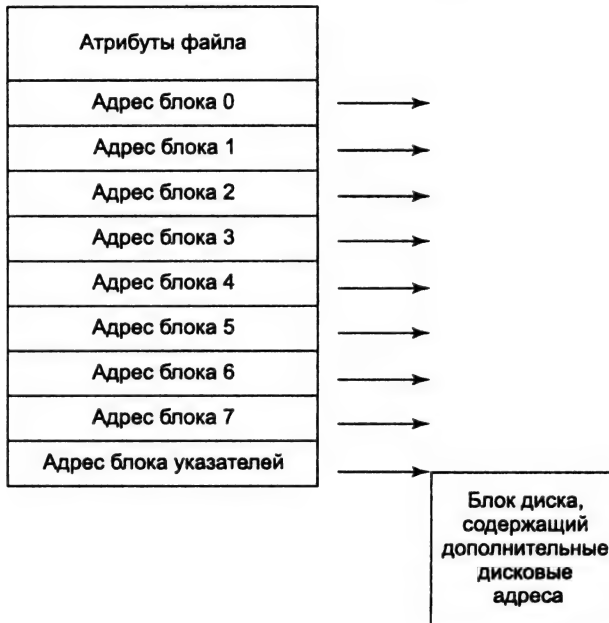 Атрибуты файла
Адрес блока 0
Адрес блока 1
Адрес блока 2
Адрес блока 3
Адрес блока 4
Адрес блока 5
Адрес блока 6
Адрес блока 7
Адрес блока указателей
Блок диска,
содержащий
дополнительные
дисковые
адреса